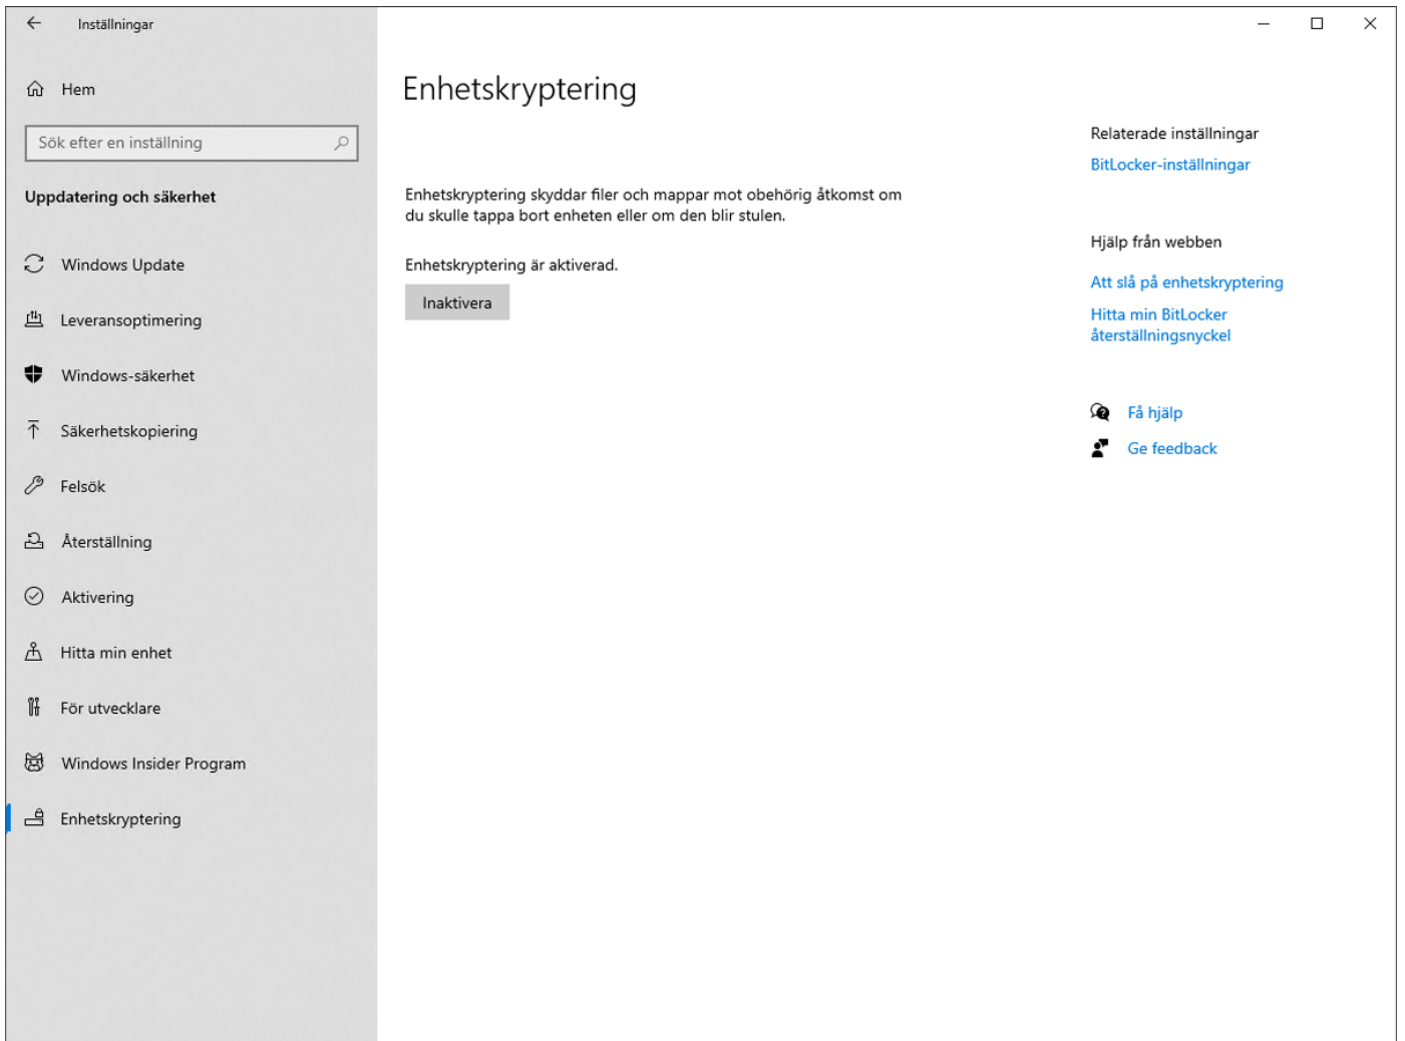 Inställningar
Hem
Sök efter en inställning
Uppdatering och säkerhet
Windows Update
Leveransoptimering
Windows-säkerhet
Säkerhetskopiering
Felsök
Återställning
Aktivering
Hitta min enhet
För utvecklare
Windows Insider Program
Enhetskryptering
Enhetskryptering
Enhetskryptering skyddar filer och mappar mot obehörig åtkomst om
du skulle tappa bort enheten eller om den blir stulen.
Enhetskryptering är aktiverad.
Inaktivera
Relaterade inställningar
BitLocker-inställningar
Hjälp från webben
Att slå på enhetskryptering
Hitta min BitLocker
återställningsnyckel
Få hjälp
Ge feedback